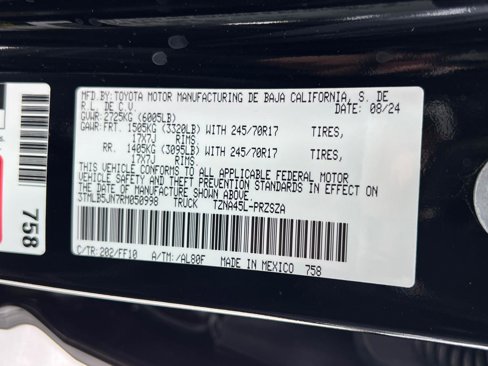 MFD.BY:TOYOTA MOTOR MANUFACTURING DE BAJA CALIFORNIA, S. DE
R.L. DE C.V. DATE: 08/24
GVWR: 2725KG (6005LB)
GAWR:FRT. 1505KG (3320LB) WITH 245/70R17 TIRES,
17X7J RIMS.
RR. 1405KG (3095LB) WITH 245/70R17 TIRES,
17X7J RIMS.
THIS VEHICLE CONFORMS TO ALL APPLICABLE FEDERAL MOTOR
VEHICLE SAFETY AND THEFT PREVENTION STANDARDS IN EFFECT ON
THE DATE OF MANUFACTURE SHOWN ABOVE.
3TMLB5JN7RM050998 TRUCK TZNA45L-PRZSZA
C/TR:202/FF10 A/TM:/AL80F MADE IN MEXICO 758
758